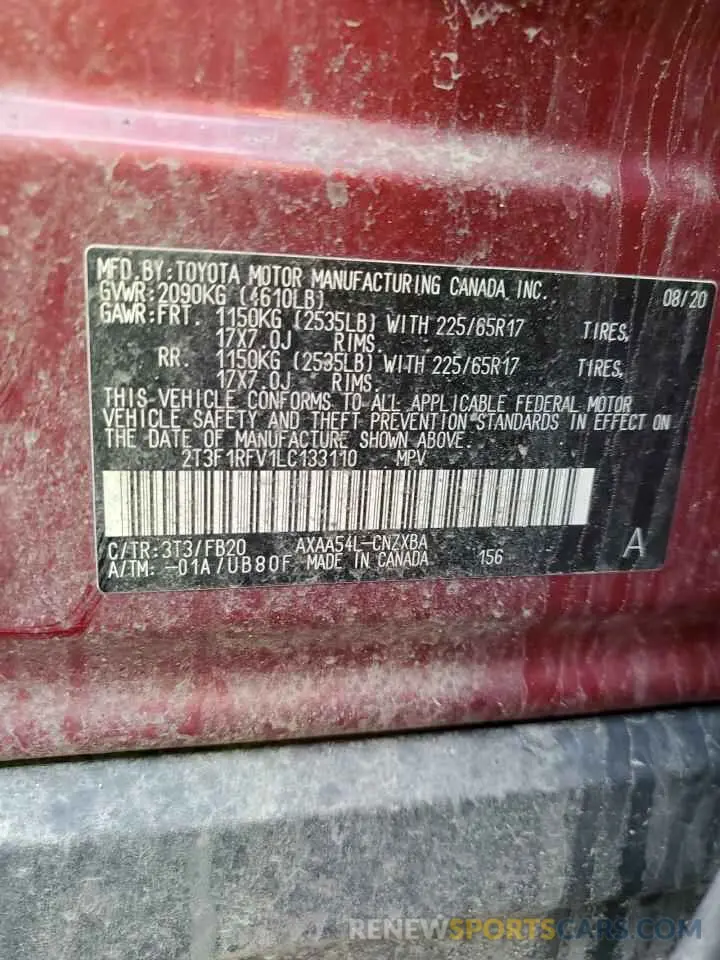 MFD.BY:TOYOTA MOTOR MANUFACTURING CANADA INC. 08/20
GVWR:2090KG (4610LB)
GAWR:FRT. 1150KG (2535LB) WITH 225/65R17 TIRES,
17X7.0J RIMS.
RR. 1150KG (2535LB) WITH 225/65R17 TIRES,
17X7.0J RIMS.
THIS VEHICLE CONFORMS TO ALL APPLICABLE FEDERAL MOTOR
VEHICLE SAFETY AND THEFT PREVENTION STANDARDS IN EFFECT ON
THE DATE OF MANUFACTURE SHOWN ABOVE.
2T3F1RFV1LC133110 MPV
C/TR:3T3/FB20 AXAA54L-CNZXBA A
A/TM: -01A/UB80F MADE IN CANADA 156
RENEWSPORTSCARS.COM